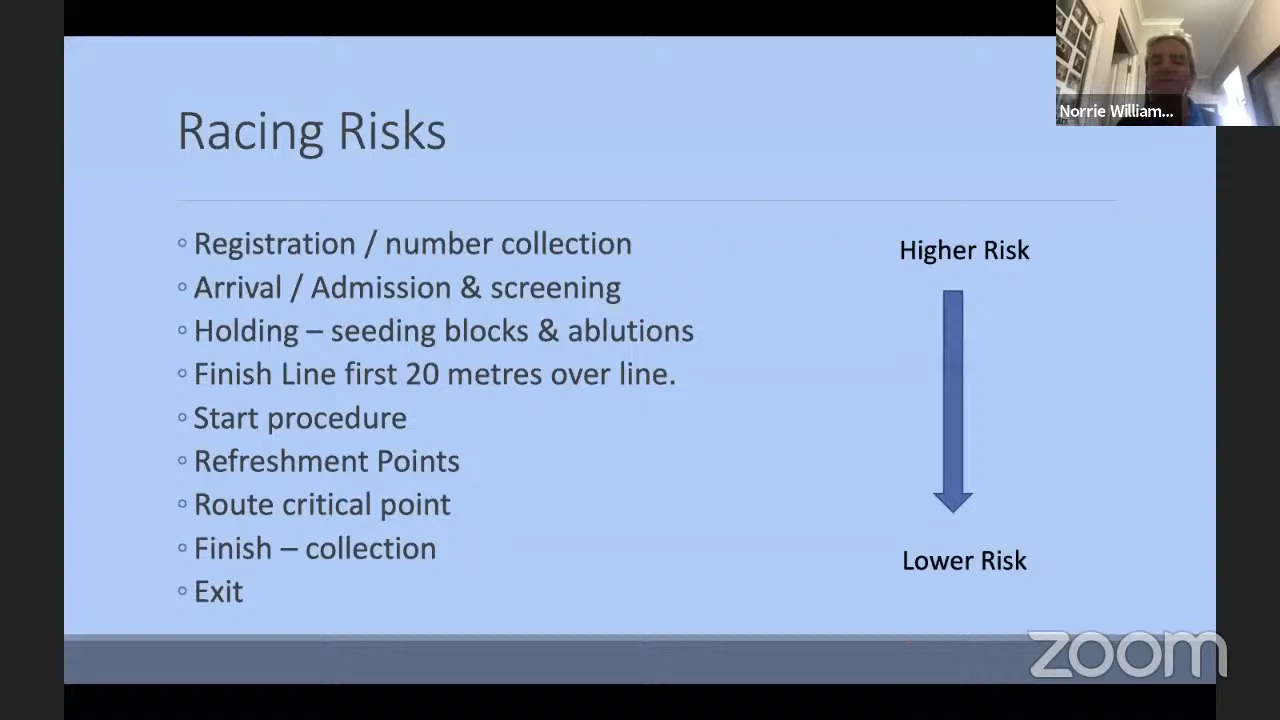 Norrie William...
Racing Risks
◦ Registration / number collection
◦ Arrival / Admission & screening
◦ Holding – seeding blocks & ablutions
◦ Finish Line first 20 metres over line.
◦ Start procedure
◦ Refreshment Points
◦ Route critical point
◦ Finish – collection
◦ Exit
Higher Risk
Lower Risk
zoom